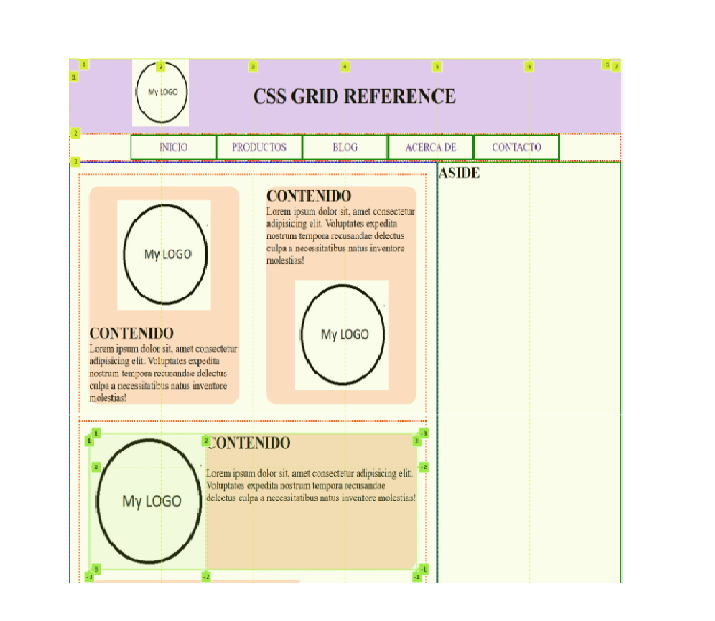 My LOGO
CSS GRID REFERENCE
INICIO PRODUCTOS BLOG ACERCA DE CONTACTO
ASIDE
My LOGO
CONTENIDO
Lorem ipsum dolor sit, amet consectetur
adipisicing elit. Voluptates expedita
nostrum tempora recusandae delectus
culpa a necessitatibus natus inventore
molestias!
CONTENIDO
Lorem ipsum dolor sit, amet consectetur
adipisicing elit. Voluptates expedita
nostrum tempora recusandae delectus
culpa a necessitatibus natus inventore
molestias!
My LOGO
My LOGO
CONTENIDO
Lorem ipsum dolor sit, amet consectetur adipisicing elit.
Voluptates expedita nostrum tempora recusandae
delectus culpa a necessitatibus natus inventore molestias!